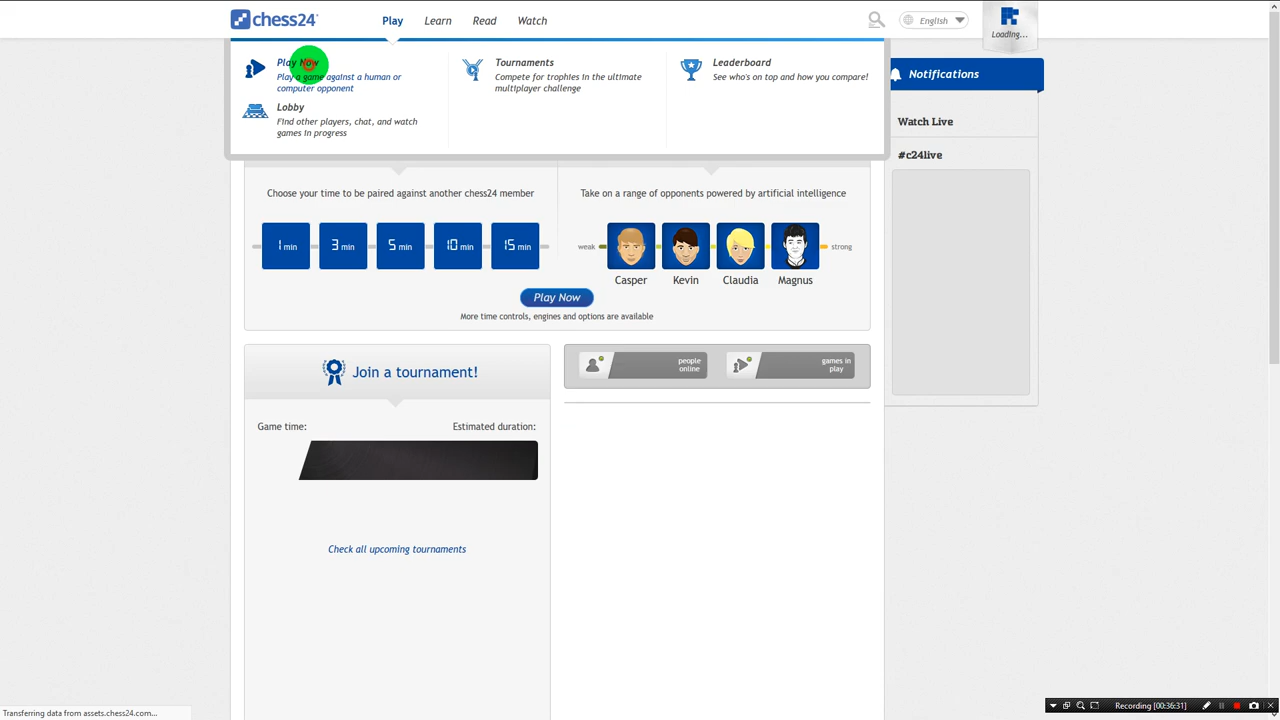 chess24
Play
Learn
Read
Watch
English
Loading...
Play Now
Play a game against a human or
computer opponent
Lobby
Find other players, chat, and watch
games in progress
Tournaments
Compete for trophies in the ultimate
multiplayer challenge
Leaderboard
See who's on top and how you compare!
Notifications
Watch Live
#c24live
Choose your time to be paired against another chess24 member
1 min
3 min
5 min
10 min
15 min
Take on a range of opponents powered by artificial intelligence
weak
strong
Casper
Kevin
Claudia
Magnus
Play Now
More time controls, engines and options are available
Join a tournament!
Game time:
Estimated duration:
Check all upcoming tournaments
people
online
games in
play
Transferring data from assets.chess24.com...
Recording [00:36:31]